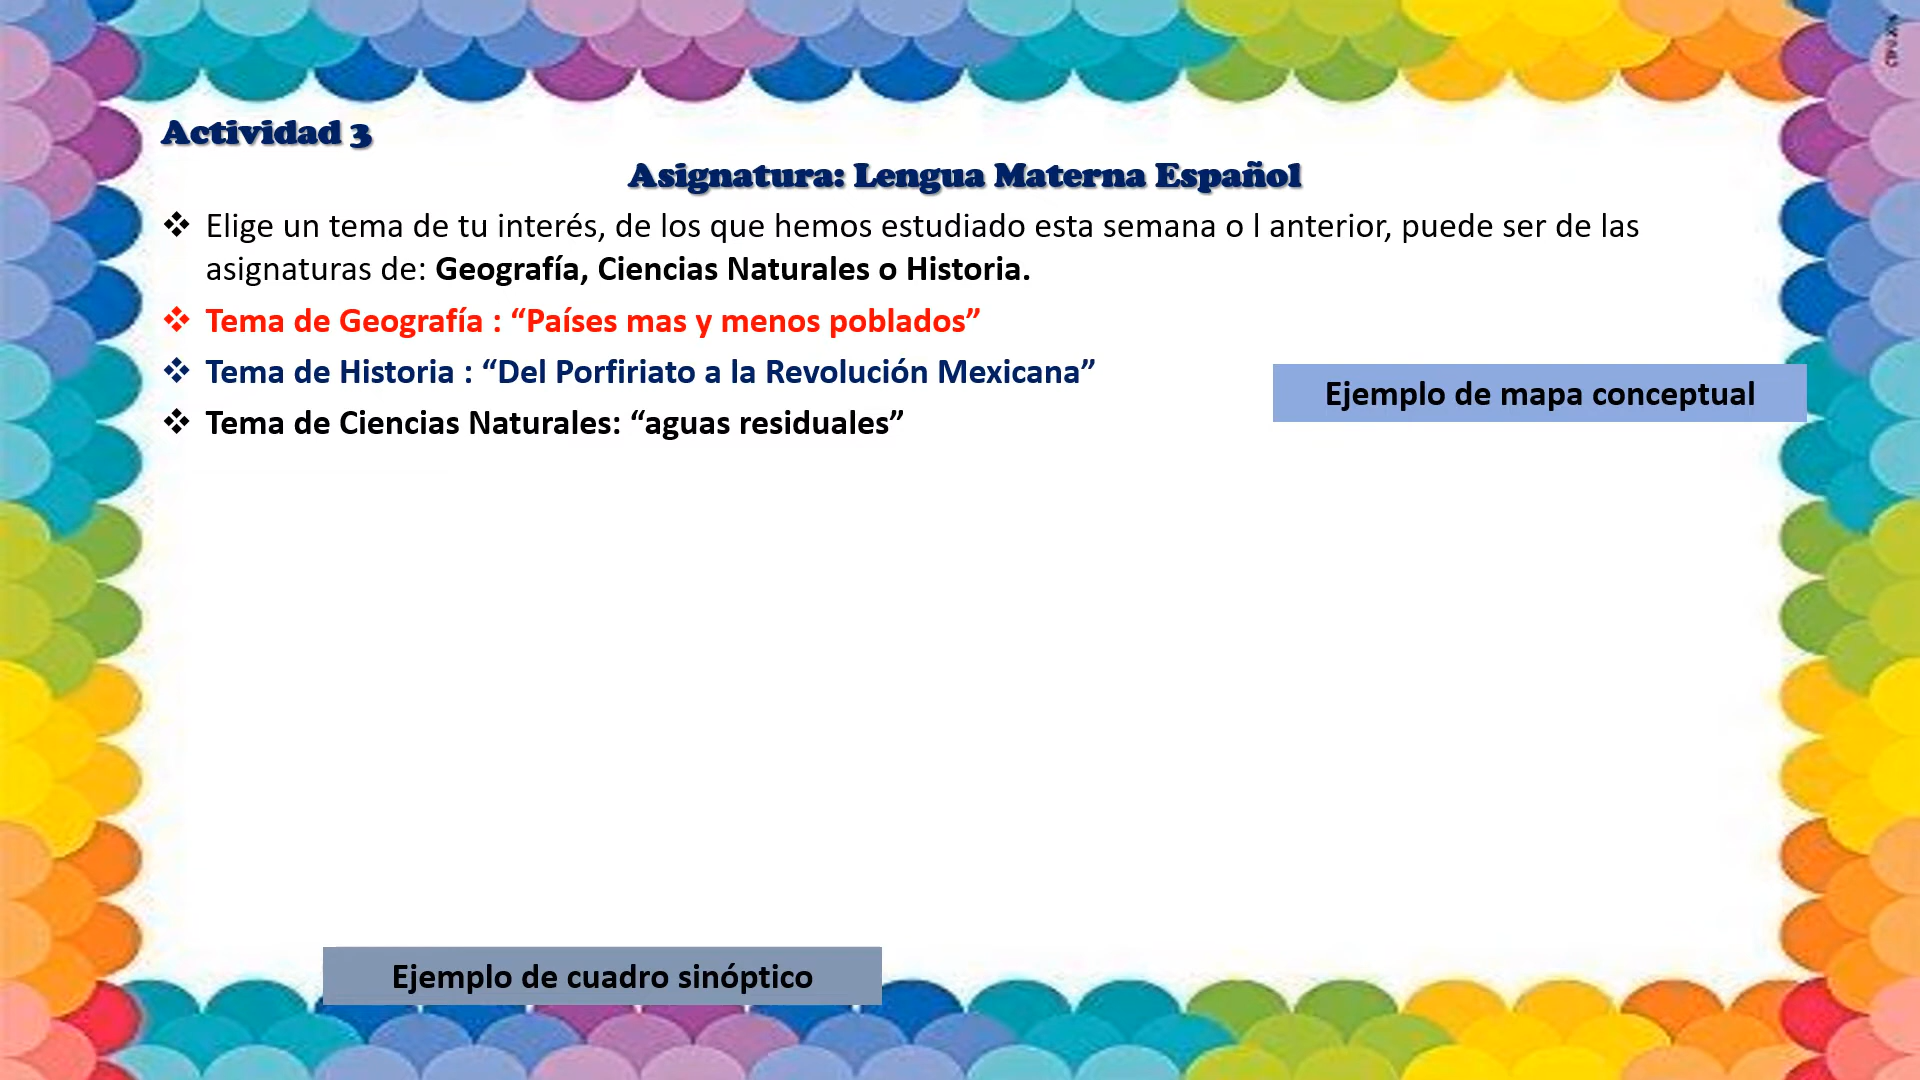 Actividad 3
Asignatura: Lengua Materna Español
❖ Elige un tema de tu interés, de los que hemos estudiado esta semana o l anterior, puede ser de las
asignaturas de: Geografía, Ciencias Naturales o Historia.
❖ Tema de Geografía : “Países mas y menos poblados”
❖ Tema de Historia : “Del Porfiriato a la Revolución Mexicana”
Ejemplo de mapa conceptual
❖ Tema de Ciencias Naturales: “aguas residuales”
Ejemplo de cuadro sinóptico